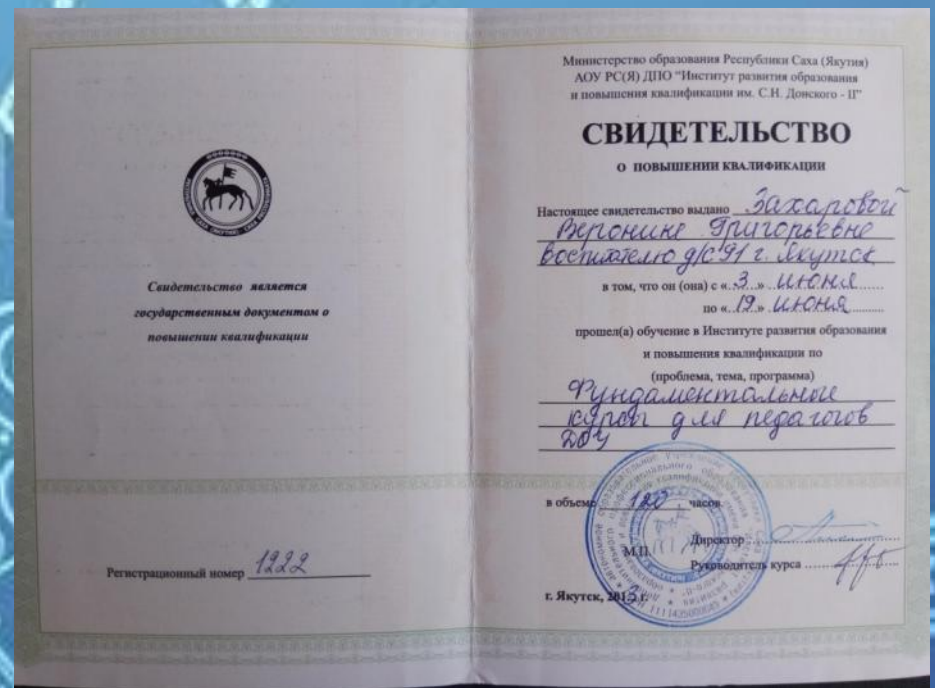 Свидетельство является
государственным документом о
повышении квалификации
Регистрационный номер 1222
Министерство образования Республики Саха (Якутия)
АОУ РС(Я) ДПО "Институт развития образования
и повышения квалификации им. С.Н. Донского - II"
СВИДЕТЕЛЬСТВО
О ПОВЫШЕНИИ КВАЛИФИКАЦИИ
Настоящее свидетельство выдано Захаровой
Веронике Григорьевне
воспитателю д/с 91 г. Якутск
в том, что он (она) с «3» июня
по «19» июня
прошел(а) обучение в Институте развития образования
и повышения квалификации по
(проблема, тема, программа)
Фундаментальные
курсы для педагогов
ДОУ
в объеме 120 часов.
М.П. Директор
Руководитель курса
г. Якутск, 2013 г.